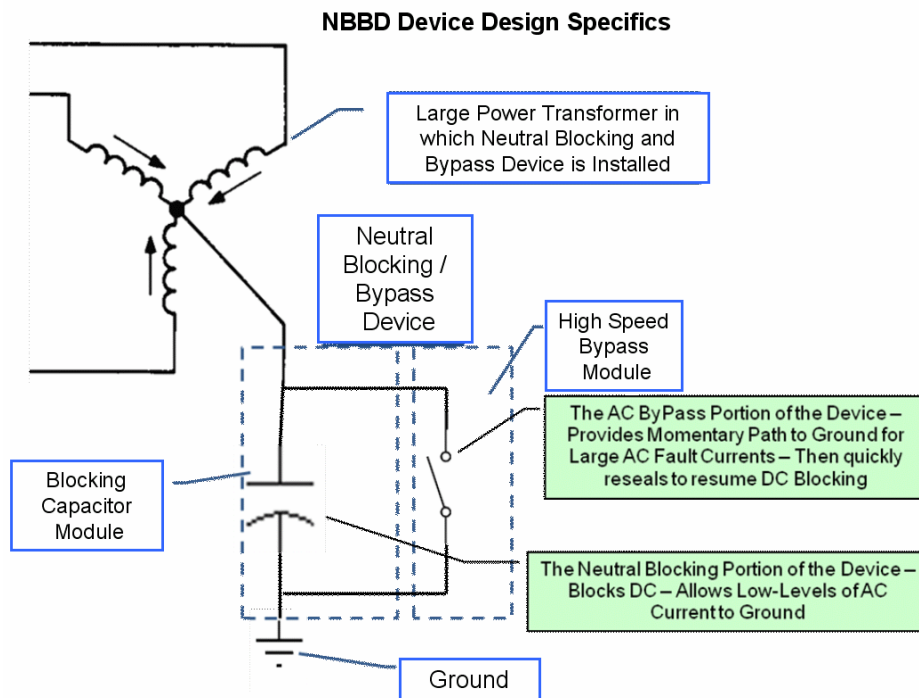 NBBD Device Design Specifics
Large Power Transformer in
which Neutral Blocking and
Bypass Device is Installed
Neutral
Blocking /
Bypass
Device
High Speed
Bypass
Module
The AC ByPass Portion of the Device –
Provides Momentary Path to Ground for
Large AC Fault Currents – Then quickly
reseals to resume DC Blocking
Blocking
Capacitor
Module
The Neutral Blocking Portion of the Device –
Blocks DC – Allows Low-Levels of AC
Current to Ground
Ground